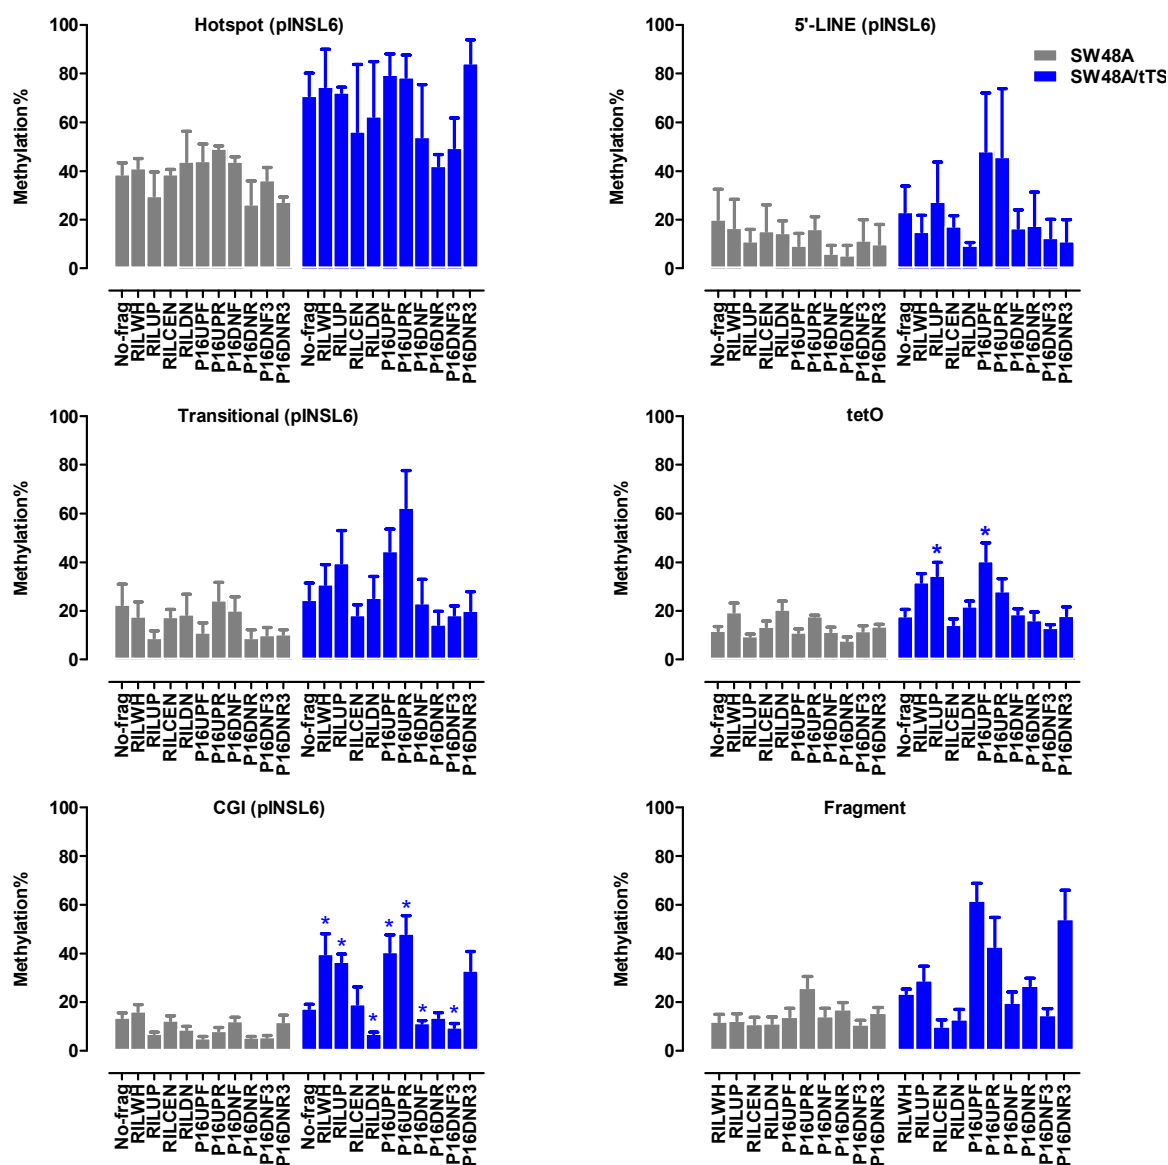 Hotspot (pINSL6)
Methylation%
100
80
60
40
20
0
No-frag
RILWH
RILUP
RILCEN
RILDN
P16UPF
P16UPR
P16DNF
P16DNR
P16DNF3
P16DNR3
No-frag
RILWH
RILUP
RILCEN
RILDN
P16UPF
P16UPR
P16DNF
P16DNR
P16DNF3
P16DNR3
5'-LINE (pINSL6)
SW48A
SW48A/tTS
Methylation%
100
80
60
40
20
0
No-frag
RILWH
RILUP
RILCEN
RILDN
P16UPF
P16UPR
P16DNF
P16DNR
P16DNF3
P16DNR3
No-frag
RILWH
RILUP
RILCEN
RILDN
P16UPF
P16UPR
P16DNF
P16DNR
P16DNF3
P16DNR3
Transitional (pINSL6)
Methylation%
100
80
60
40
20
0
No-frag
RILWH
RILUP
RILCEN
RILDN
P16UPF
P16UPR
P16DNF
P16DNR
P16DNF3
P16DNR3
No-frag
RILWH
RILUP
RILCEN
RILDN
P16UPF
P16UPR
P16DNF
P16DNR
P16DNF3
P16DNR3
tetO
Methylation%
100
80
60
40
20
0
*
*
No-frag
RILWH
RILUP
RILCEN
RILDN
P16UPF
P16UPR
P16DNF
P16DNR
P16DNF3
P16DNR3
No-frag
RILWH
RILUP
RILCEN
RILDN
P16UPF
P16UPR
P16DNF
P16DNR
P16DNF3
P16DNR3
CGI (pINSL6)
Methylation%
100
80
60
40
20
0
*
*
*
*
*
*
*
No-frag
RILWH
RILUP
RILCEN
RILDN
P16UPF
P16UPR
P16DNF
P16DNR
P16DNF3
P16DNR3
No-frag
RILWH
RILUP
RILCEN
RILDN
P16UPF
P16UPR
P16DNF
P16DNR
P16DNF3
P16DNR3
Fragment
Methylation%
100
80
60
40
20
0
RILWH
RILUP
RILCEN
RILDN
P16UPF
P16UPR
P16DNF
P16DNR
P16DNF3
P16DNR3
RILWH
RILUP
RILCEN
RILDN
P16UPF
P16UPR
P16DNF
P16DNR
P16DNF3
P16DNR3